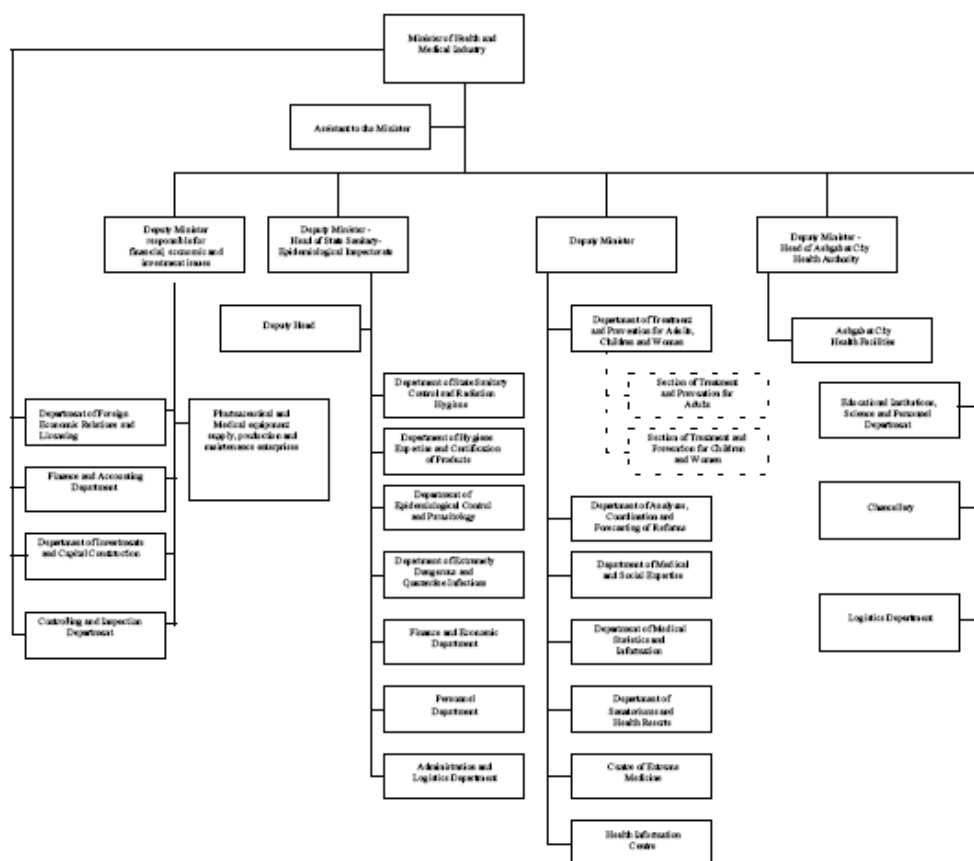 Minister of Health and
Medical Industry
Assistant to the Minister
Deputy Minister
responsible for
financial, economic and
investment issues
Deputy Minister -
Head of State Sanitary-
Epidemiological Inspectorate
Deputy Minister
Deputy Minister -
Head of Ashgabat City
Health Authority
Deputy Head
Department of Treatment
and Prevention for Adults,
Children and Women
Ashgabat City
Health Facilities
Department of Foreign
Economic Relations and
Licensing
Finance and Accounting
Department
Department of Investments
and Capital Construction
Controlling and Inspection
Department
Pharmaceutical and
Medical equipment
supply, production and
maintenance enterprises
Department of State Sanitary
Control and Radiation
Hygiene
Department of Hygiene
Expertise and Certification
of Products
Department of
Epidemiological Control
and Parasitology
Department of Extremely
Dangerous and
Quarantine Infections
Finance and Economic
Department
Personnel
Department
Administration and
Logistics Department
Section of Treatment
and Prevention for
Adults
Section of Treatment and
Prevention for Children
and Women
Department of Analyses,
Coordination and
Forecasting of Reforms
Department of Medical
and Social Expertise
Department of Medical
Statistics and
Information
Department of
Sanatoriums and
Health Resorts
Centre of Extreme
Medicine
Health Information
Centre
Educational Institutions,
Science and Personnel
Department
Chancellery
Logistics Department